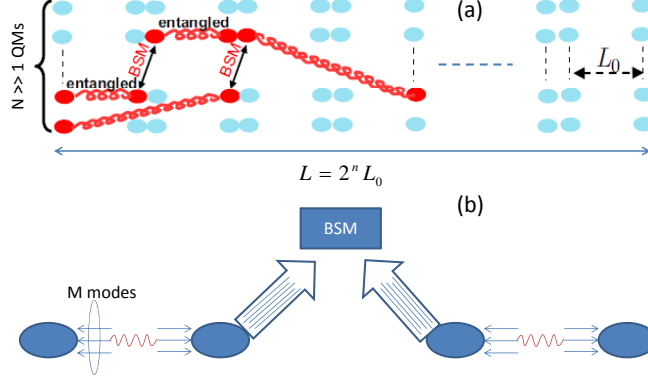 (a)
entangled
N >> 1 QMs
BSM
BSM
L₀
entangled
L = 2ⁿ L₀
(b)
BSM
M modes